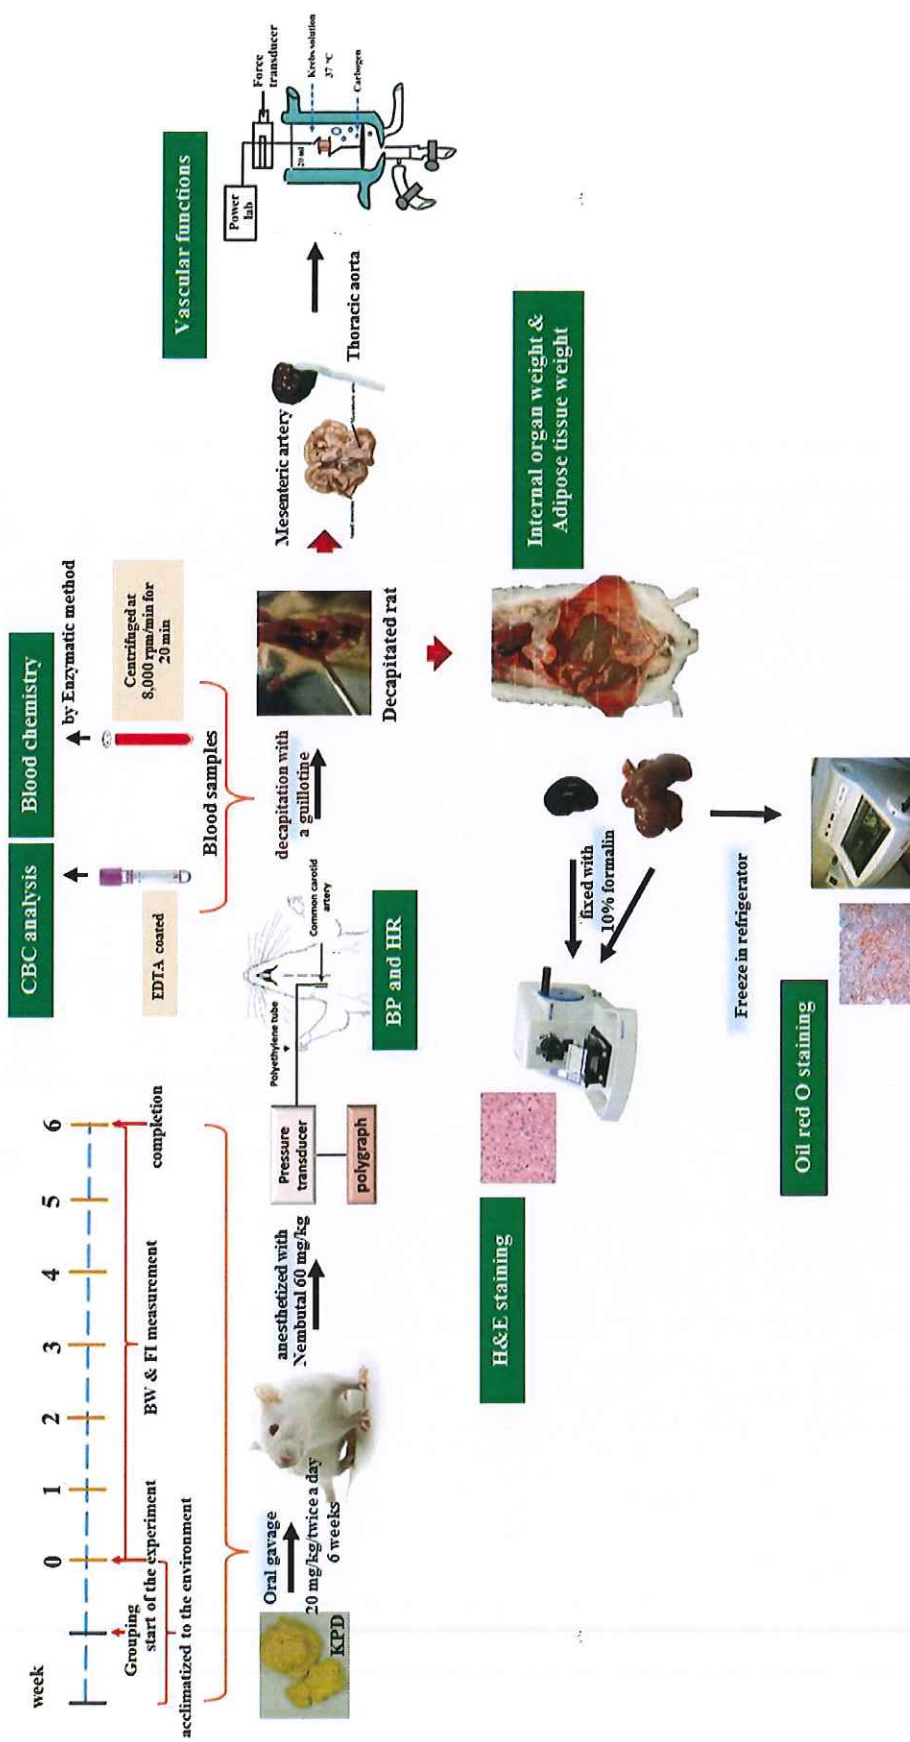 week
0 1 2 3 4 5 6
Grouping
start of the experiment
completion
BW & FI measurement
acclimatized to the environment
KPD
Oral gavage
20 mg/kg/twice a day
6 weeks
anesthetized with
Nembutal 60 mg/kg
Pressure
transducer
polygraph
Polyethylene tube
Common carotid
artery
BP and HR
CBC analysis
Blood chemistry
by Enzymatic method
EDTA coated
Centrifuged at
8,000 rpm/min for
20 min
Blood samples
decapitation with
a guillotine
Decapitated rat
Mesenteric artery
Thoracic aorta
Vascular functions
Power
lab
Force
transducer
20 ml
Krebs solution
37 °C
Carbogen
Internal organ weight &
Adipose tissue weight
fixed with
10% formalin
H&E staining
Freeze in refrigerator
Oil red O staining